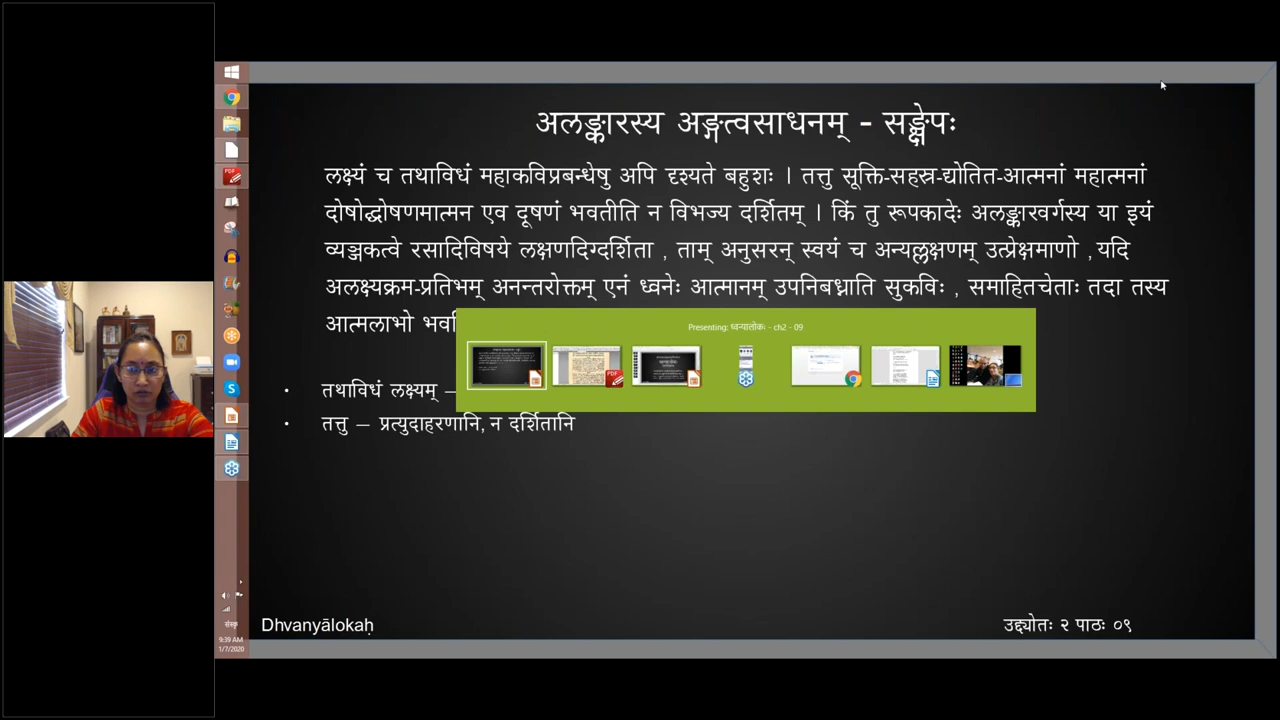 अलङ्कारस्य अङ्गत्वसाधनम् - सङ्क्षेपः
लक्ष्यं च तथाविधं महाकविप्रबन्धेषु अपि दृश्यते बहुशः । तत्तु सूक्ति-सहस्र-द्योतित-आत्मनां महात्मनां
दोषोद्घोषणमात्मन एव दूषणं भवतीति न विभज्य दर्शितम् । किं तु रूपकादेः अलङ्कारवर्गस्य या इयं
व्यञ्जकत्वे रसादिविषये लक्षणदिग्दर्शिता , ताम् अनुसरन् स्वयं च अन्यल्लक्षणम् उत्प्रेक्षमाणो , यदि
अलक्ष्यक्रम-प्रतिभम् अनन्तरोक्तम् एनं ध्वनेः आत्मानम् उपनिबध्नाति सुकविः , समाहितचेताः तदा तस्य
आत्मलाभो
Presenting: ध्वन्यालोकः - ch2 - 09
• तथाविधं लक्ष्यम् –
• तत्तु – प्रत्युदाहरणानि, न दर्शितानि
संस्कृ
9:39 AM
1/7/2020
Dhvanyālokaḥ
उद्द्योतः २ पाठः ०९